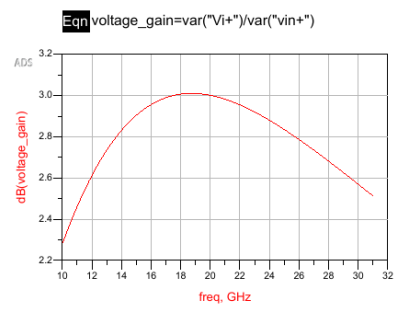 Eqn voltage_gain=var("Vi+")/var("vin+")
ADS
dB(voltage_gain)
3.2
3.0
2.8
2.6
2.4
2.2
10 12 14 16 18 20 22 24 26 28 30 32
freq, GHz